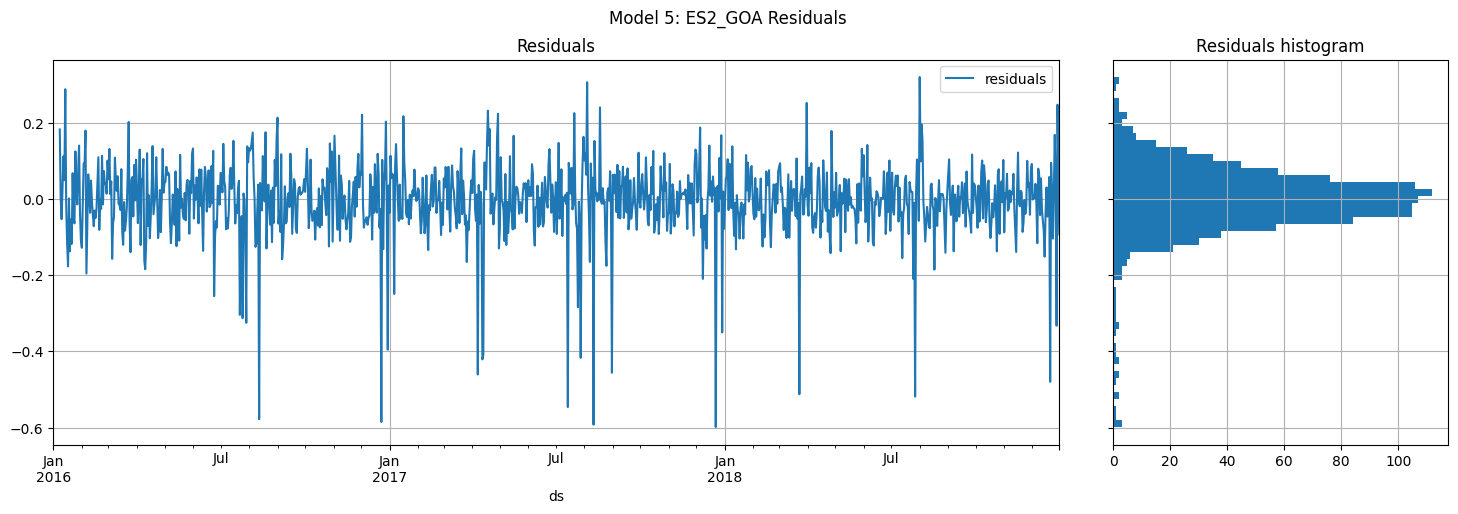 Model 5: ES2_GOA Residuals
Residuals
Residuals histogram
residuals
0.2
0.0
−0.2
−0.4
−0.6
Jan
2016
Jul
Jan
2017
Jul
Jan
2018
Jul
ds
0
20
40
60
80
100